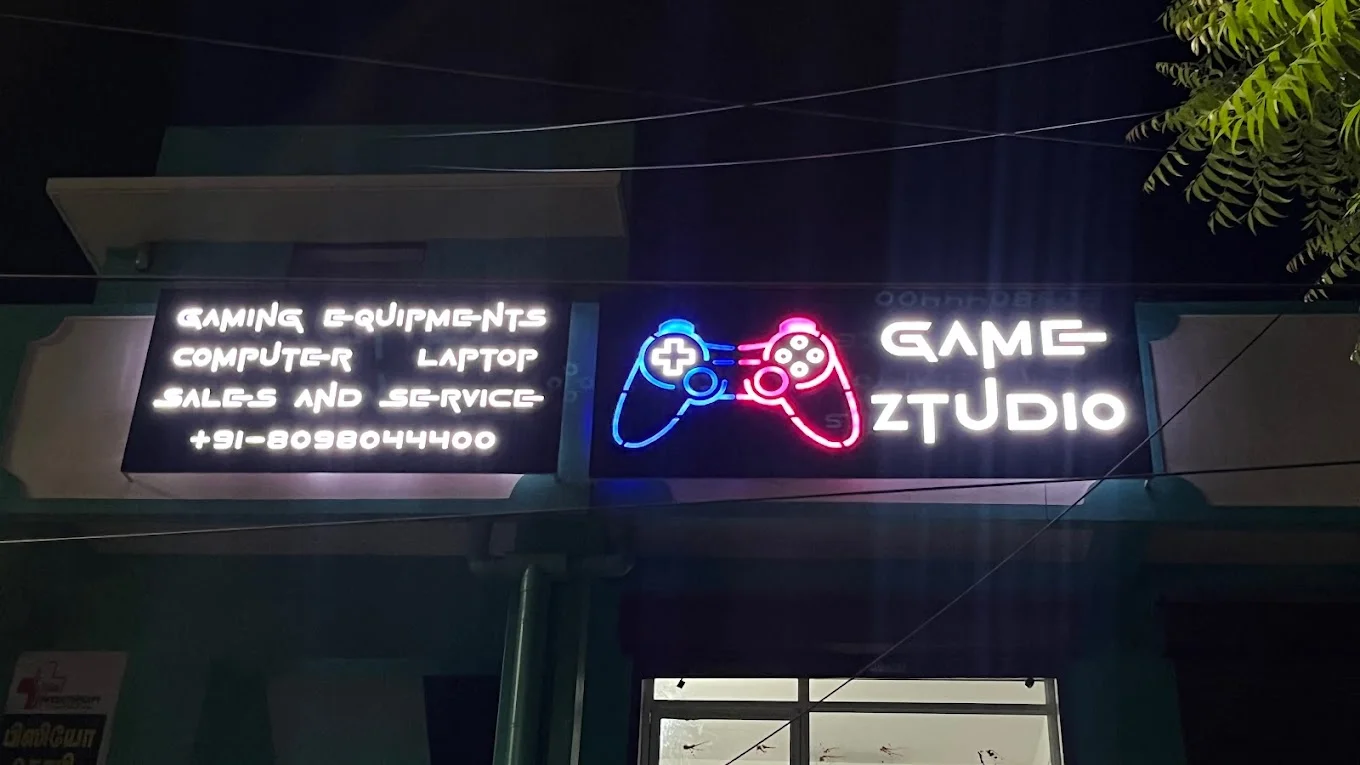 GAMING EQUIPMENTS
COMPUTER LAPTOP
SALES AND SERVICE
+91-8098044400
GAME
ZTUDIO
பிஸியோ